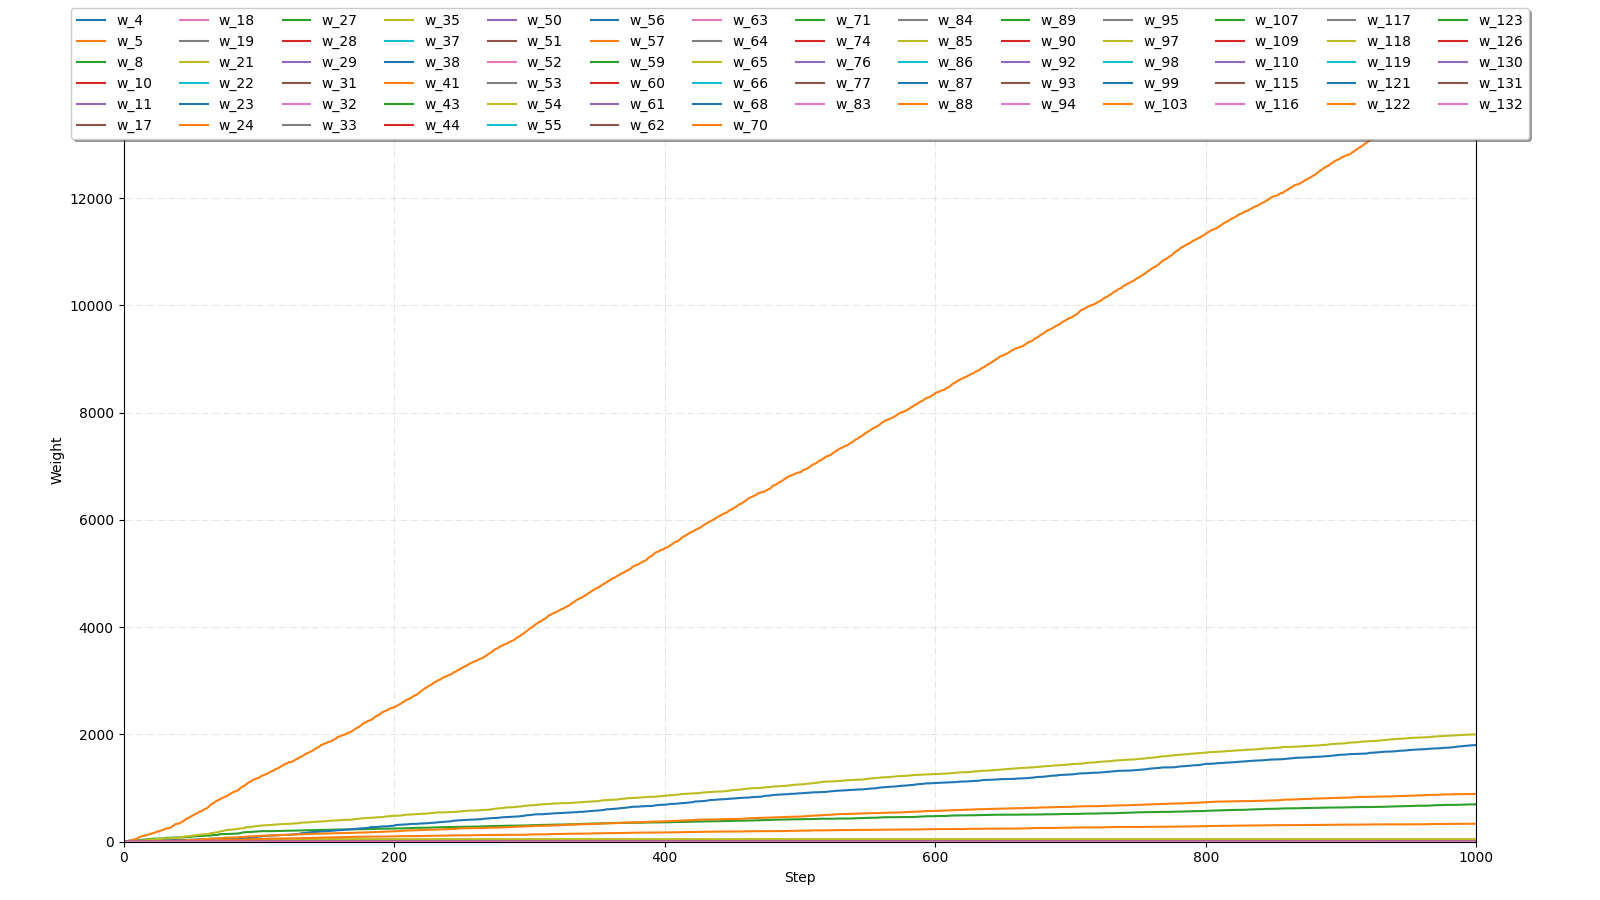 w_4 w_18 w_27 w_35 w_50 w_56 w_63 w_71 w_84 w_89 w_95 w_107 w_117 w_123
w_5 w_19 w_28 w_37 w_51 w_57 w_64 w_74 w_85 w_90 w_97 w_109 w_118 w_126
w_8 w_21 w_29 w_38 w_52 w_59 w_65 w_76 w_86 w_92 w_98 w_110 w_119 w_130
w_10 w_22 w_31 w_41 w_53 w_60 w_66 w_77 w_87 w_93 w_99 w_115 w_121 w_131
w_11 w_23 w_32 w_43 w_54 w_61 w_68 w_83 w_88 w_94 w_103 w_116 w_122 w_132
w_17 w_24 w_33 w_44 w_55 w_62 w_70
12000
10000
8000
6000
4000
2000
0
Weight
0 200 400 600 800 1000
Step